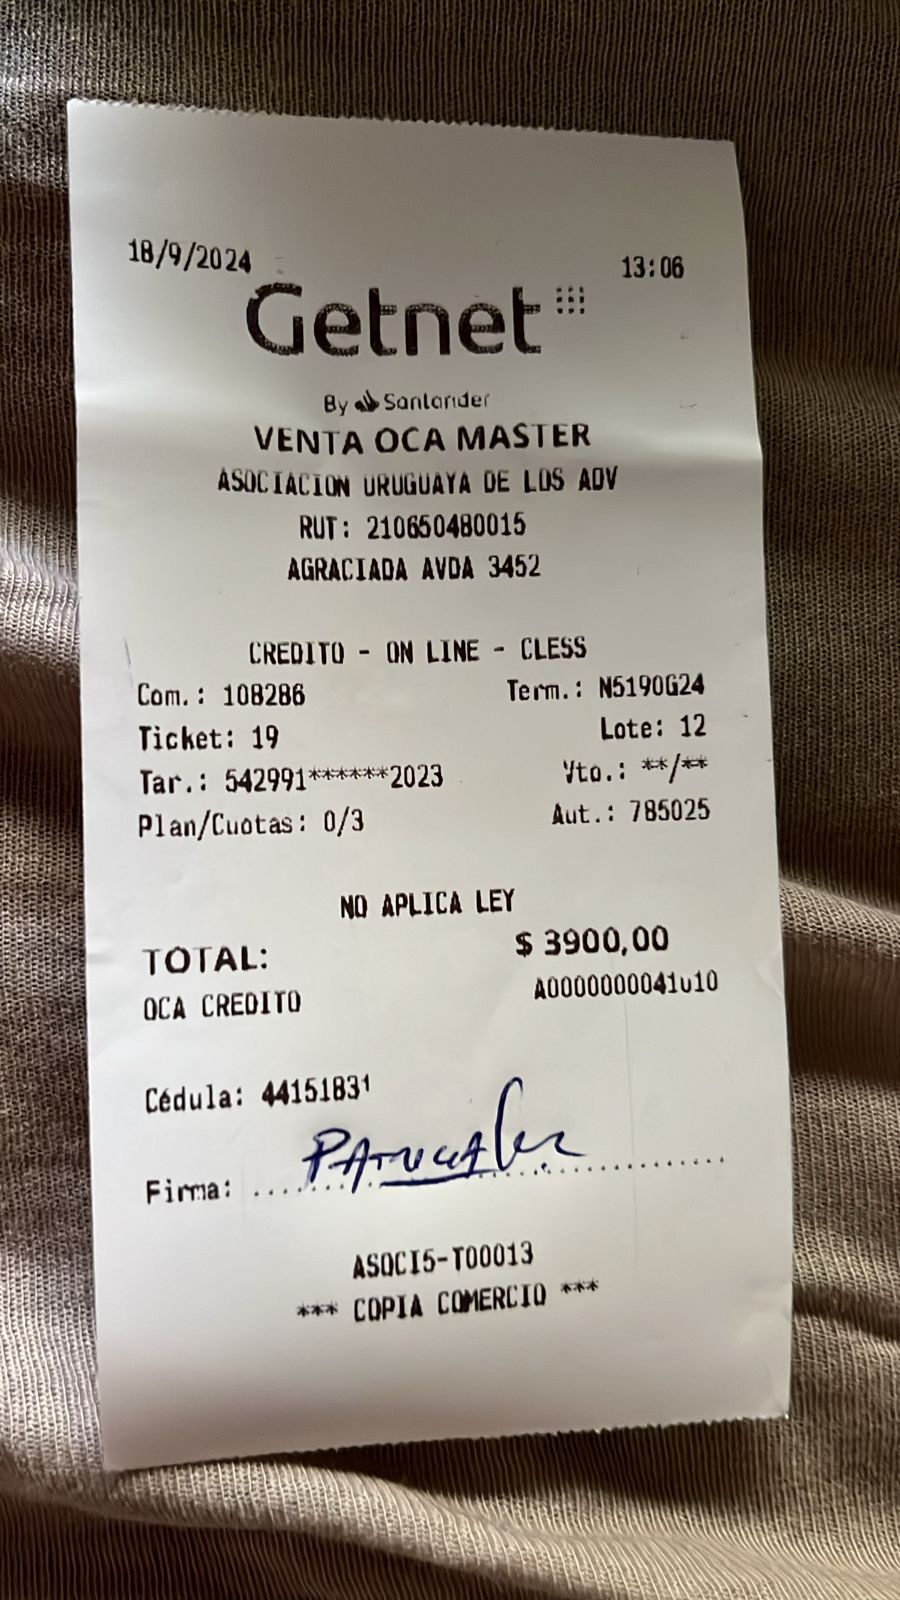 18/9/2024 13:06
Getnet
By Santander
VENTA OCA MASTER
ASOCIACION URUGUAYA DE LOS ADV
RUT: 210650480015
AGRACIADA AVDA 3452
CREDITO - ON LINE - CLESS
Com.: 108286 Term.: N5190G24
Ticket: 19 Lote: 12
Tar.: 542991******2023 Vto.: **/**
Plan/Cuotas: 0/3 Aut.: 785025
NO APLICA LEY
TOTAL: $ 3900,00
OCA CREDITO A0000000041010
Cédula: 44151831
Firma:
ASOCI5-T00013
*** COPIA COMERCIO ***